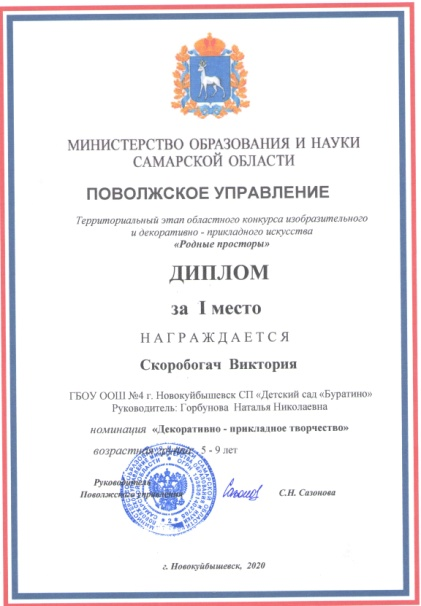 МИНИСТЕРСТВО ОБРАЗОВАНИЯ И НАУКИ
САМАРСКОЙ ОБЛАСТИ
ПОВОЛЖСКОЕ УПРАВЛЕНИЕ
Территориальный этап областного конкурса изобразительного
и декоративно - прикладного искусства
«Родные просторы»
ДИПЛОМ
за I место
НАГРАЖДАЕТСЯ
Скоробогач Виктория
ГБОУ ООШ №4 г. Новокуйбышевск СП «Детский сад «Буратино»
Руководитель: Горбунова Наталья Николаевна
номинация «Декоративно - прикладное творчество»
возрастная 5 - 9 лет
Руководитель
Поволжского управления
С.Н. Сазонова
г. Новокуйбышевск, 2020